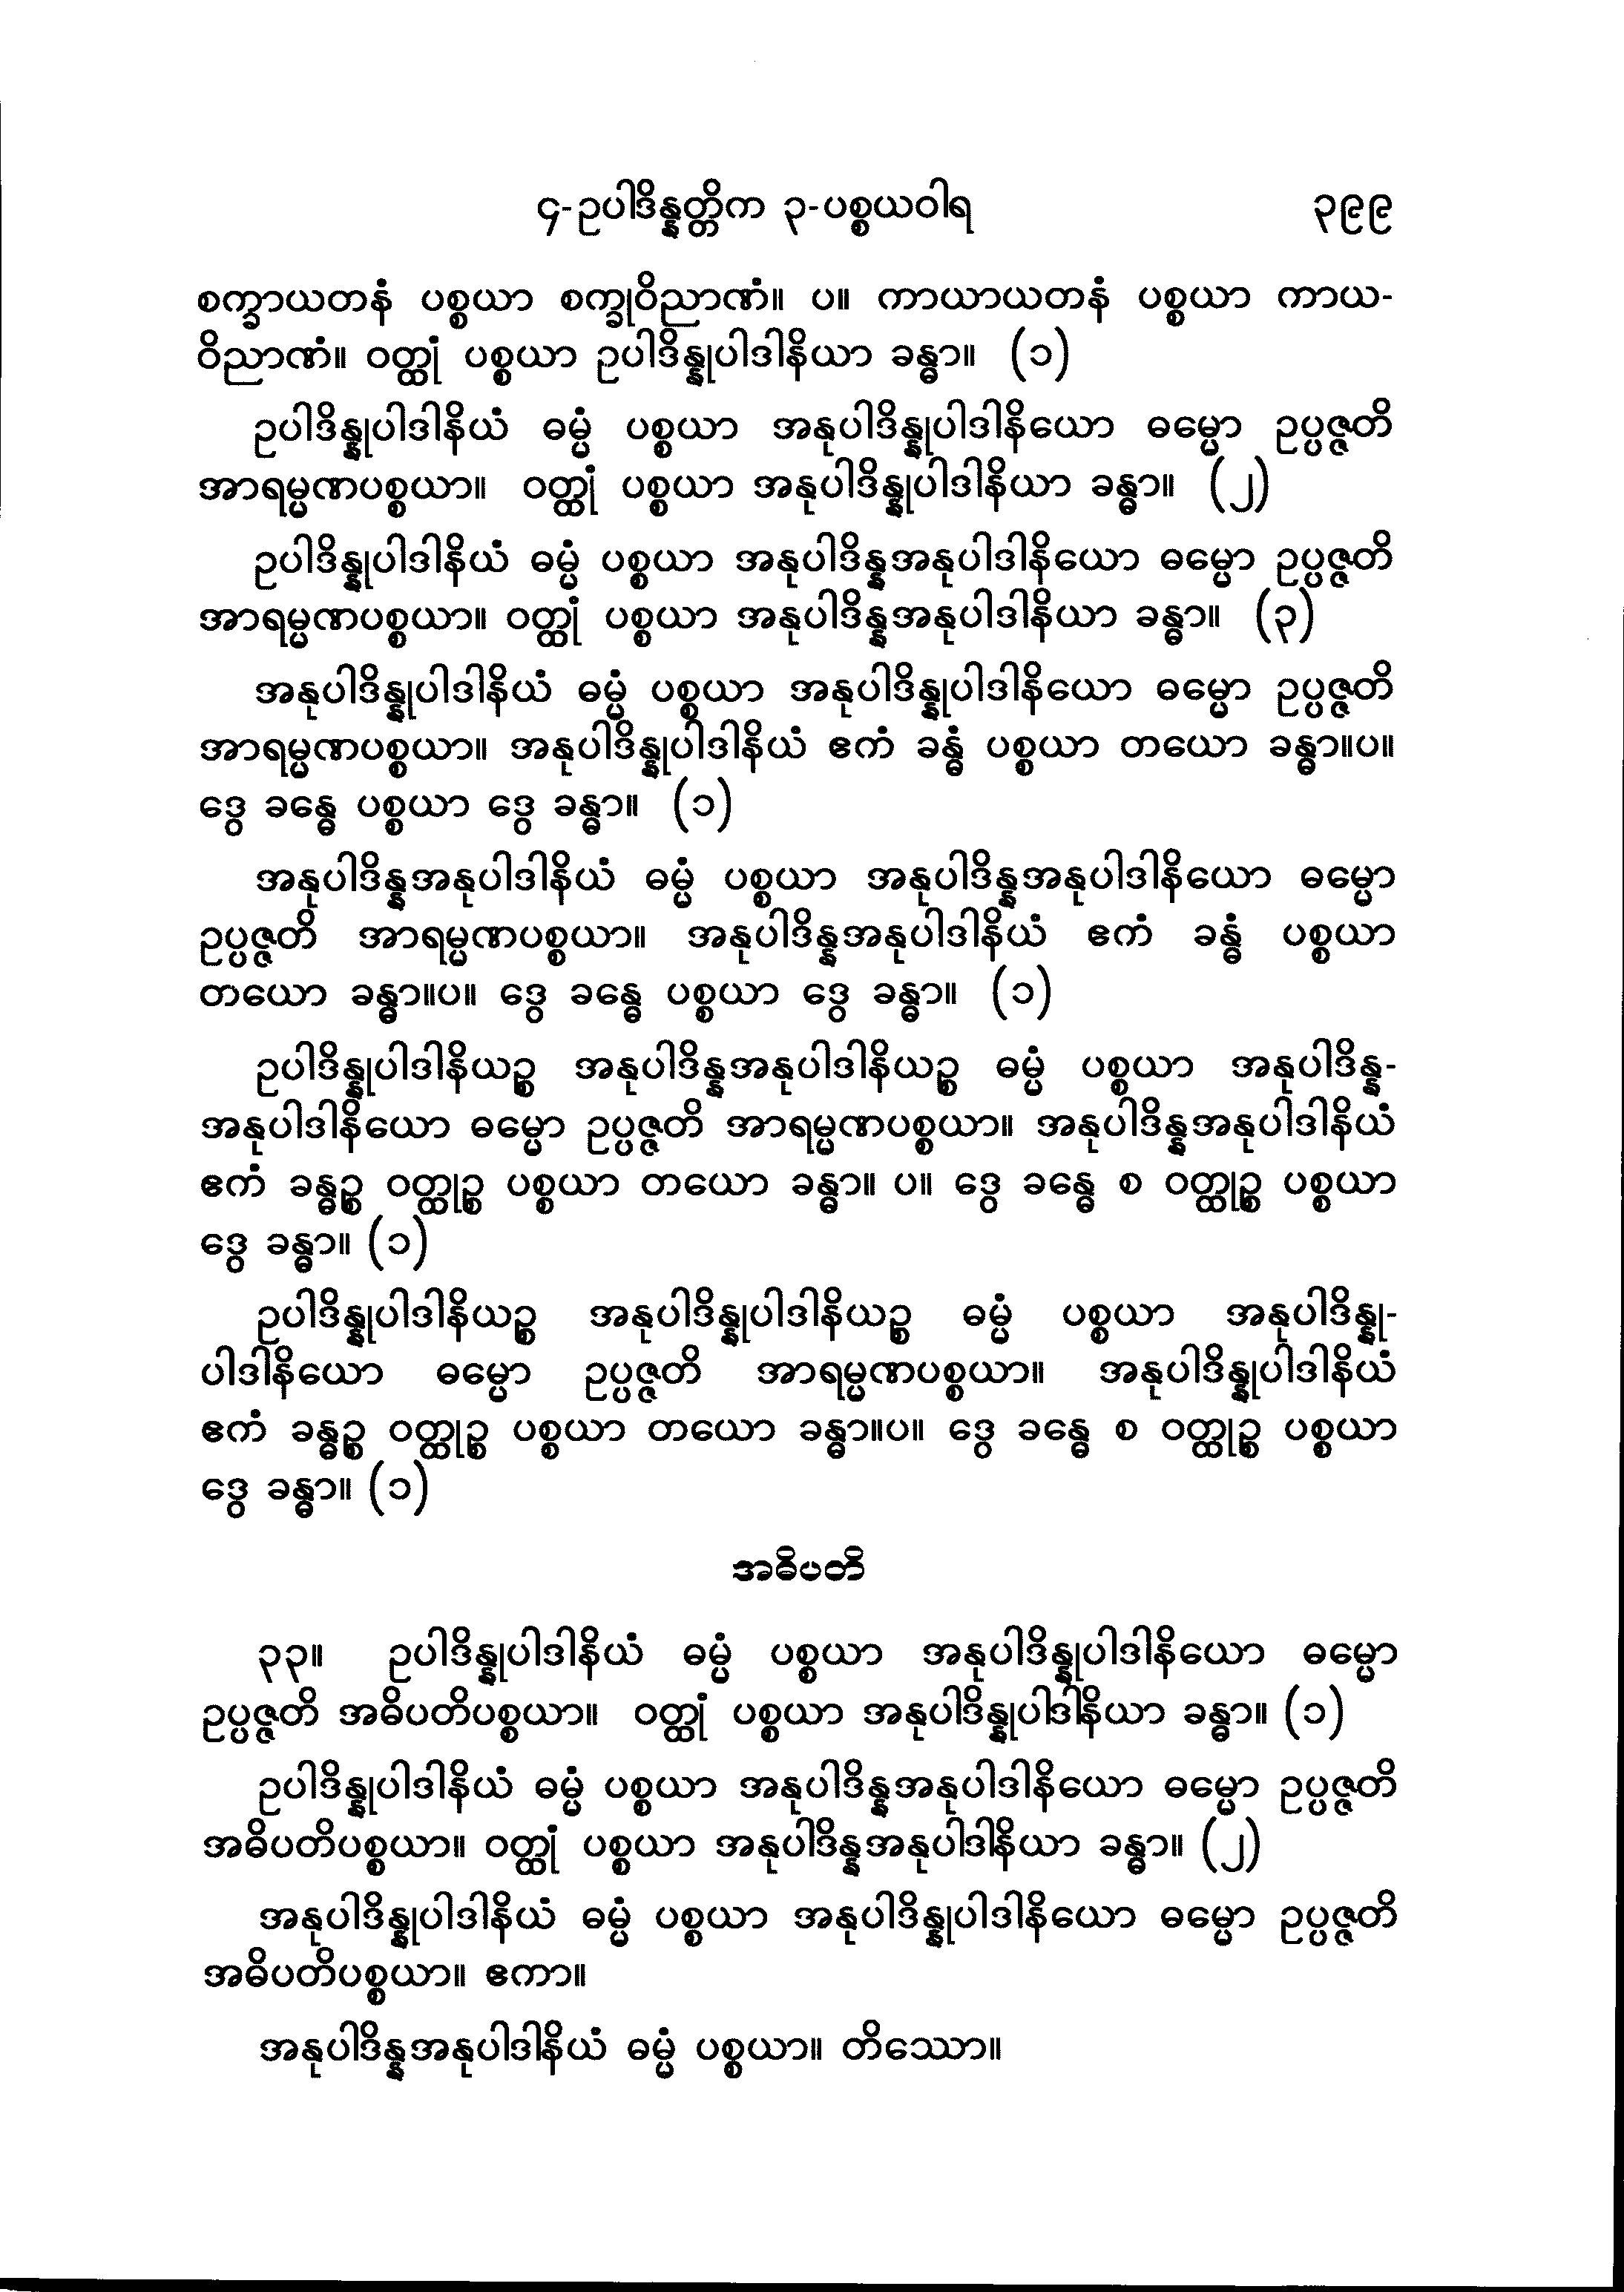 ၄-ဥပါဒိန္နတ္တိက ၃-ပစ္စယဝါရ ၃၉၉
စက္ခာယတနံ ပစ္စယာ စက္ခုဝိညာဏံ။ ပ။ ကာယာယတနံ ပစ္စယာ ကာယ-
ဝိညာဏံ။ ဝတ္ထုံ ပစ္စယာ ဥပါဒိန္နုပါဒါနိယာ ခန္ဓာ။ (၁)
ဥပါဒိန္နုပါဒါနိယံ ဓမ္မံ ပစ္စယာ အနုပါဒိန္နုပါဒါနိယော ဓမ္မော ဥပ္ပဇ္ဇတိ
အာရမ္မဏပစ္စယာ။ ဝတ္ထုံ ပစ္စယာ အနုပါဒိန္နုပါဒါနိယာ ခန္ဓာ။ (၂)
ဥပါဒိန္နုပါဒါနိယံ ဓမ္မံ ပစ္စယာ အနုပါဒိန္နအနုပါဒါနိယော ဓမ္မော ဥပ္ပဇ္ဇတိ
အာရမ္မဏပစ္စယာ။ ဝတ္ထုံ ပစ္စယာ အနုပါဒိန္နအနုပါဒါနိယာ ခန္ဓာ။ (၃)
အနုပါဒိန္နုပါဒါနိယံ ဓမ္မံ ပစ္စယာ အနုပါဒိန္နုပါဒါနိယော ဓမ္မော ဥပ္ပဇ္ဇတိ
အာရမ္မဏပစ္စယာ။ အနုပါဒိန္နုပါဒါနိယံ ဧကံ ခန္ဓံ ပစ္စယာ တယော ခန္ဓာ။ပ။
ဒွေ ခန္ဓေ ပစ္စယာ ဒွေ ခန္ဓာ။ (၁)
အနုပါဒိန္နအနုပါဒါနိယံ ဓမ္မံ ပစ္စယာ အနုပါဒိန္နအနုပါဒါနိယော ဓမ္မော
ဥပ္ပဇ္ဇတိ အာရမ္မဏပစ္စယာ။ အနုပါဒိန္နအနုပါဒါနိယံ ဧကံ ခန္ဓံ ပစ္စယာ
တယော ခန္ဓာ။ပ။ ဒွေ ခန္ဓေ ပစ္စယာ ဒွေ ခန္ဓာ။ (၁)
ဥပါဒိန္နုပါဒါနိယဉ္စ အနုပါဒိန္နအနုပါဒါနိယဉ္စ ဓမ္မံ ပစ္စယာ အနုပါဒိန္န-
အနုပါဒါနိယော ဓမ္မော ဥပ္ပဇ္ဇတိ အာရမ္မဏပစ္စယာ။ အနုပါဒိန္နအနုပါဒါနိယံ
ဧကံ ခန္ဓဉ္စ ဝတ္ထုဉ္စ ပစ္စယာ တယော ခန္ဓာ။ ပ။ ဒွေ ခန္ဓေ စ ဝတ္ထုဉ္စ ပစ္စယာ
ဒွေ ခန္ဓာ။ (၁)
ဥပါဒိန္နုပါဒါနိယဉ္စ အနုပါဒိန္နုပါဒါနိယဉ္စ ဓမ္မံ ပစ္စယာ အနုပါဒိန္နု-
ပါဒါနိယော ဓမ္မော ဥပ္ပဇ္ဇတိ အာရမ္မဏပစ္စယာ။ အနုပါဒိန္နုပါဒါနိယံ
ဧကံ ခန္ဓဉ္စ ဝတ္ထုဉ္စ ပစ္စယာ တယော ခန္ဓာ။ပ။ ဒွေ ခန္ဓေ စ ဝတ္ထုဉ္စ ပစ္စယာ
ဒွေ ခန္ဓာ။ (၁)
အဓိပတိ
၃၃။ ဥပါဒိန္နုပါဒါနိယံ ဓမ္မံ ပစ္စယာ အနုပါဒိန္နုပါဒါနိယော ဓမ္မော
ဥပ္ပဇ္ဇတိ အဓိပတိပစ္စယာ။ ဝတ္ထုံ ပစ္စယာ အနုပါဒိန္နုပါဒါနိယာ ခန္ဓာ။ (၁)
ဥပါဒိန္နုပါဒါနိယံ ဓမ္မံ ပစ္စယာ အနုပါဒိန္နအနုပါဒါနိယော ဓမ္မော ဥပ္ပဇ္ဇတိ
အဓိပတိပစ္စယာ။ ဝတ္ထုံ ပစ္စယာ အနုပါဒိန္နအနုပါဒါနိယာ ခန္ဓာ။ (၂)
အနုပါဒိန္နုပါဒါနိယံ ဓမ္မံ ပစ္စယာ အနုပါဒိန္နုပါဒါနိယော ဓမ္မော ဥပ္ပဇ္ဇတိ
အဓိပတိပစ္စယာ။ ဧကာ။
အနုပါဒိန္နအနုပါဒါနိယံ ဓမ္မံ ပစ္စယာ။ တိဿော။